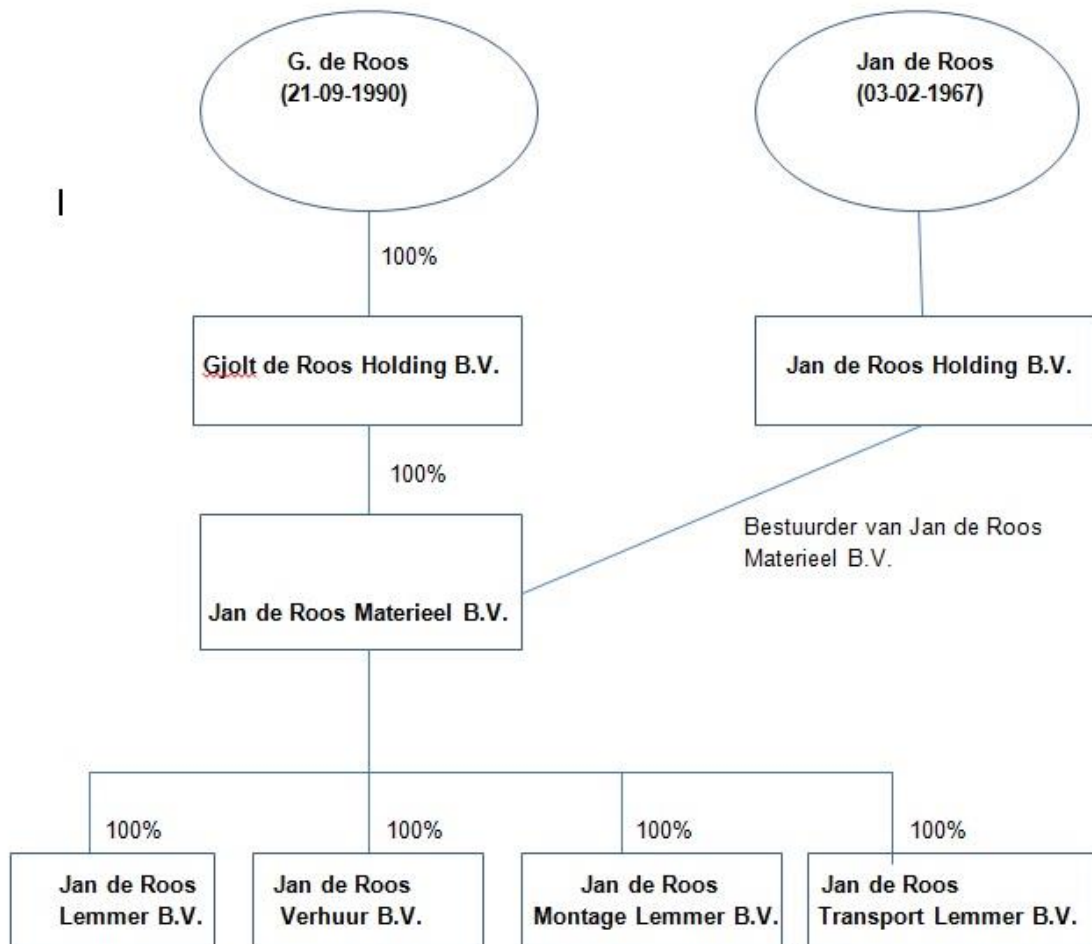 G. de Roos
(21-09-1990)
Jan de Roos
(03-02-1967)
100%
Gjolt de Roos Holding B.V.
Jan de Roos Holding B.V.
100%
Bestuurder van Jan de Roos
Materieel B.V.
Jan de Roos Materieel B.V.
100%
100%
100%
100%
Jan de Roos
Lemmer B.V.
Jan de Roos
Verhuur B.V.
Jan de Roos
Montage Lemmer B.V.
Jan de Roos
Transport Lemmer B.V.